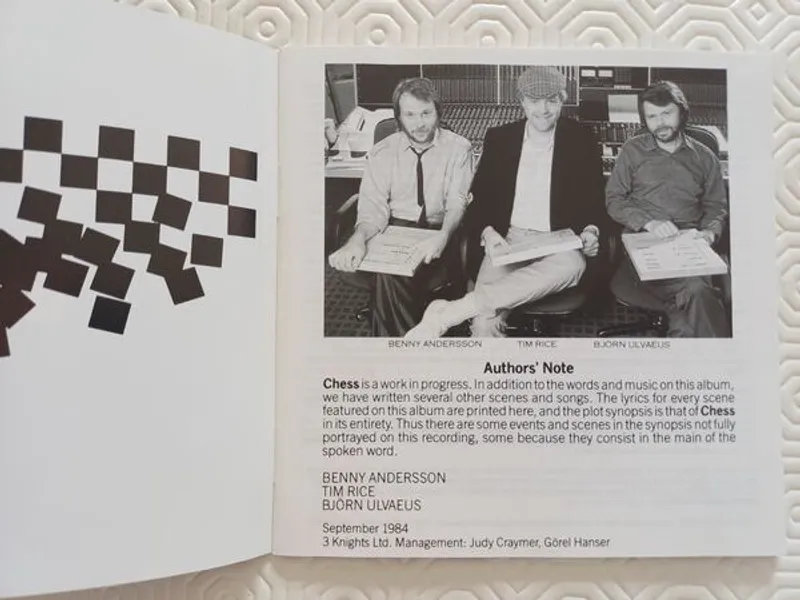 BENNY ANDERSSON TIM RICE BJÖRN ULVAEUS
Authors' Note
Chess is a work in progress. In addition to the words and music on this album,
we have written several other scenes and songs. The lyrics for every scene
featured on this album are printed here, and the plot synopsis is that of Chess
in its entirety. Thus there are some events and scenes in the synopsis not fully
portrayed on this recording, some because they consist in the main of the
spoken word.
BENNY ANDERSSON
TIM RICE
BJÖRN ULVAEUS
September 1984
3 Knights Ltd. Management: Judy Craymer, Görel Hanser